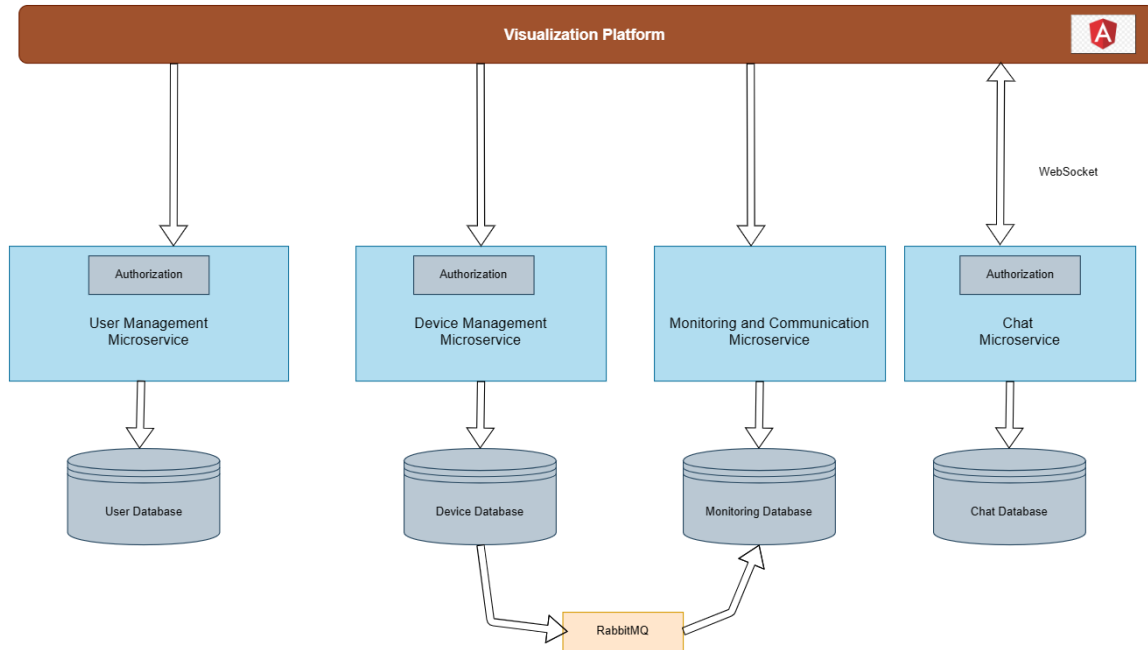 Visualization Platform
A
WebSocket
Authorization
User Management
Microservice
Authorization
Device Management
Microservice
Monitoring and Communication
Microservice
Authorization
Chat
Microservice
User Database
Device Database
Monitoring Database
Chat Database
RabbitMQ